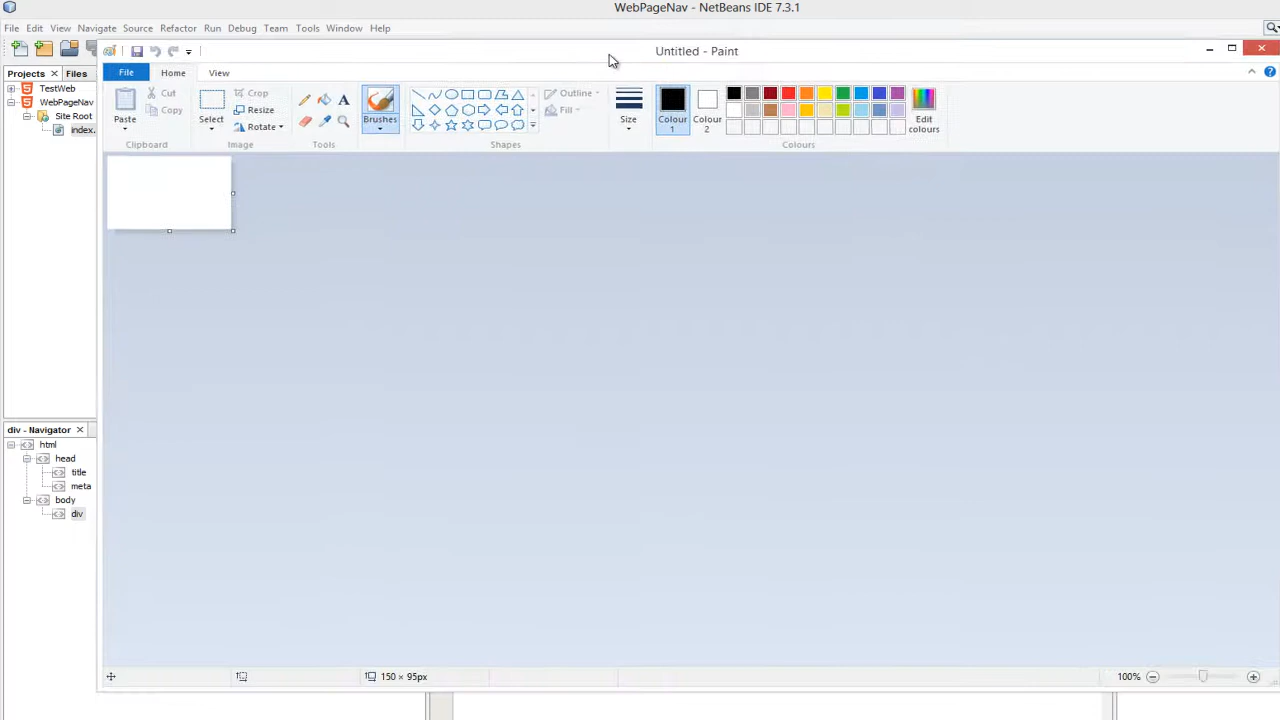 WebPageNav - NetBeans IDE 7.3.1
File Edit View Navigate Source Refactor Run Debug Team Tools Window Help
Untitled - Paint
Projects Files
File Home View
TestWeb
WebPageNav
Site Root
index.
Paste
Cut
Copy
Clipboard
Select
Crop
Resize
Rotate
Image
A
Tools
Brushes
Outline
Fill
Shapes
Size
Colour 1
Colour 2
Edit colours
Colours
div - Navigator
html
head
title
meta
body
div
150 × 95px
100%